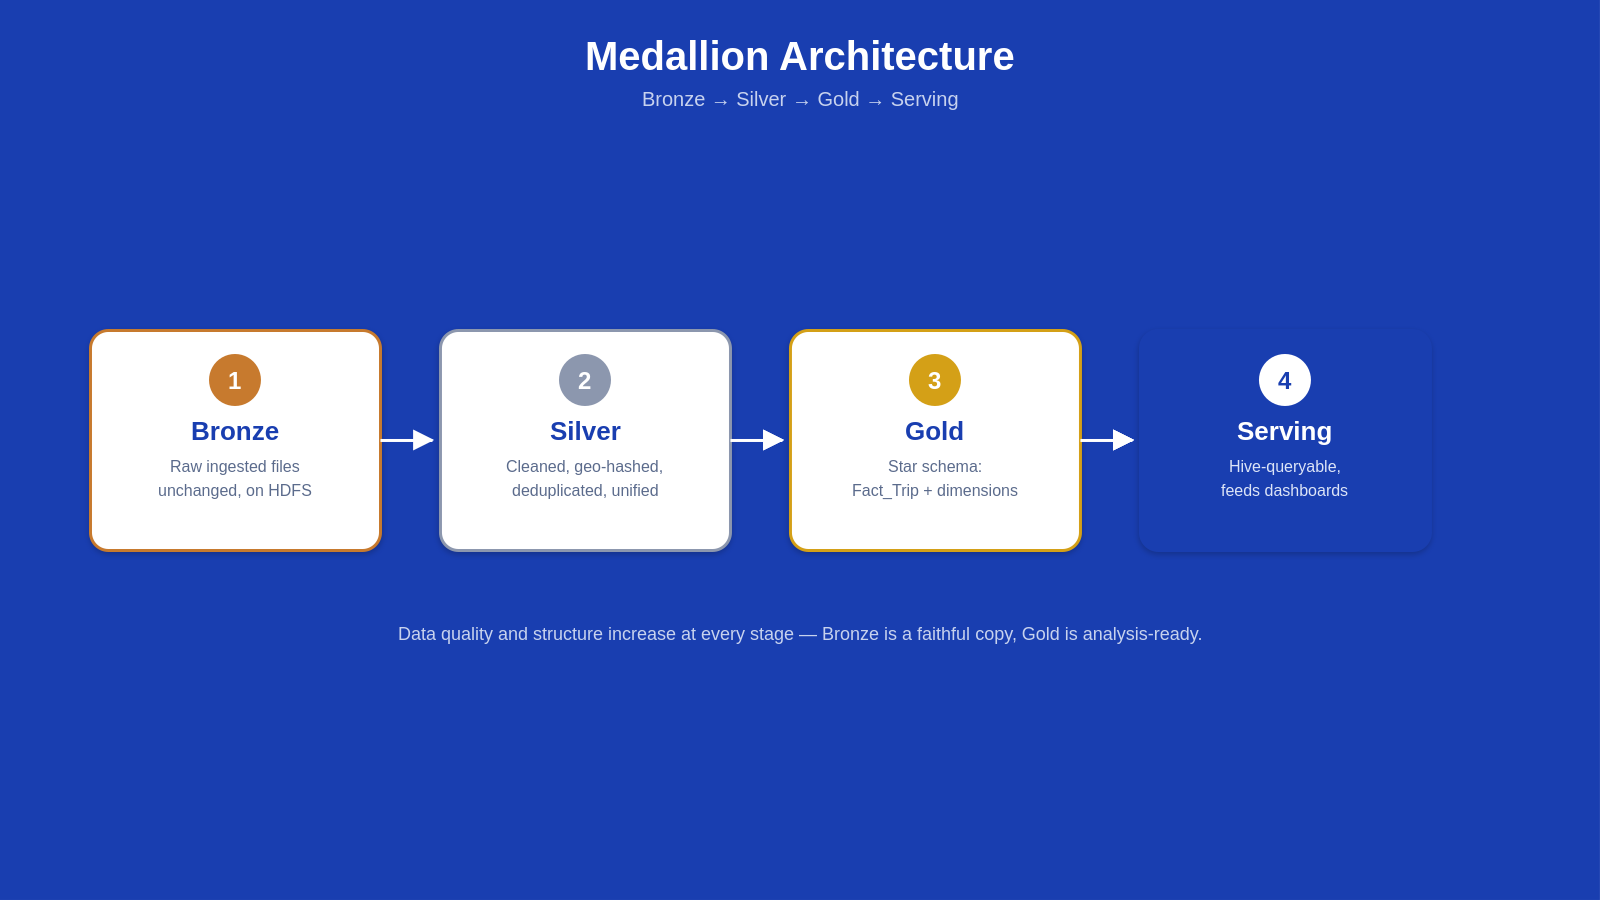 Medallion Architecture
Bronze → Silver → Gold → Serving
1
Bronze
Raw ingested files
unchanged, on HDFS
2
Silver
Cleaned, geo-hashed,
deduplicated, unified
3
Gold
Star schema:
Fact_Trip + dimensions
4
Serving
Hive-queryable,
feeds dashboards
Data quality and structure increase at every stage — Bronze is a faithful copy, Gold is analysis-ready.